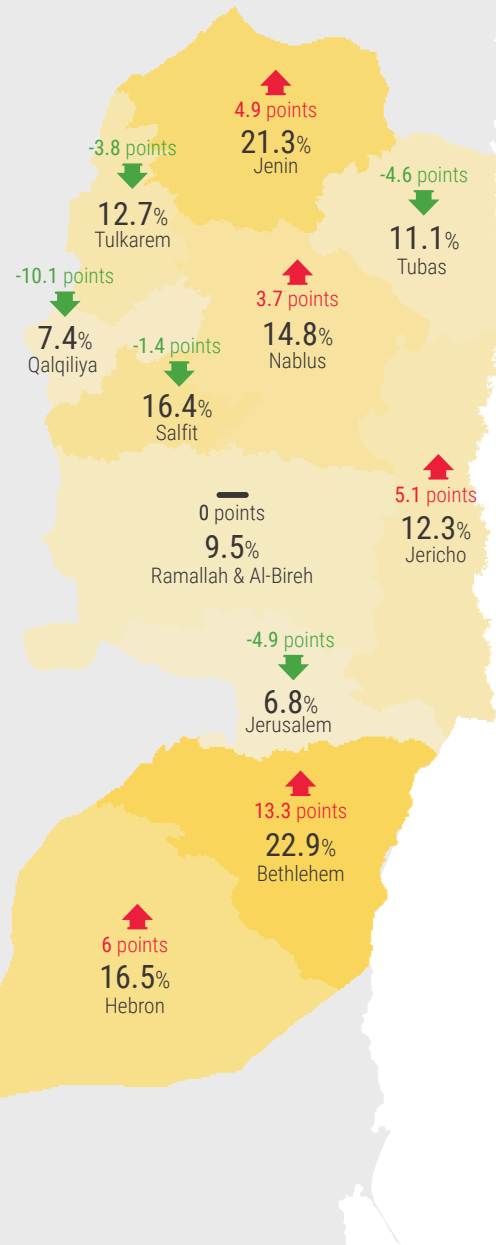 4.9 points
21.3%
Jenin
-3.8 points
12.7%
Tulkarem
-4.6 points
11.1%
Tubas
-10.1 points
7.4%
Qalqiliya
3.7 points
14.8%
Nablus
-1.4 points
16.4%
Salfit
5.1 points
12.3%
Jericho
0 points
9.5%
Ramallah & Al-Bireh
-4.9 points
6.8%
Jerusalem
13.3 points
22.9%
Bethlehem
6 points
16.5%
Hebron